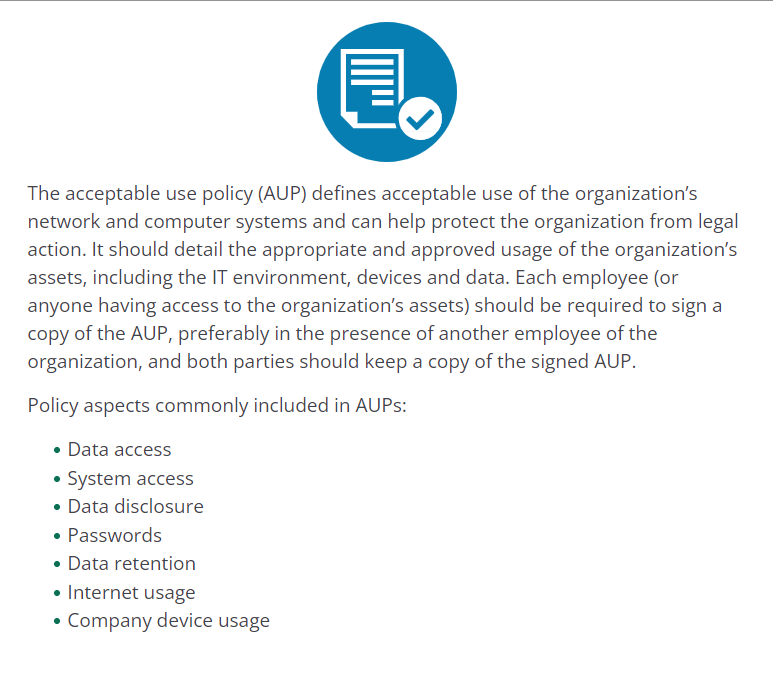 The acceptable use policy (AUP) defines acceptable use of the organization’s
network and computer systems and can help protect the organization from legal
action. It should detail the appropriate and approved usage of the organization’s
assets, including the IT environment, devices and data. Each employee (or
anyone having access to the organization’s assets) should be required to sign a
copy of the AUP, preferably in the presence of another employee of the
organization, and both parties should keep a copy of the signed AUP.
Policy aspects commonly included in AUPs:
• Data access
• System access
• Data disclosure
• Passwords
• Data retention
• Internet usage
• Company device usage